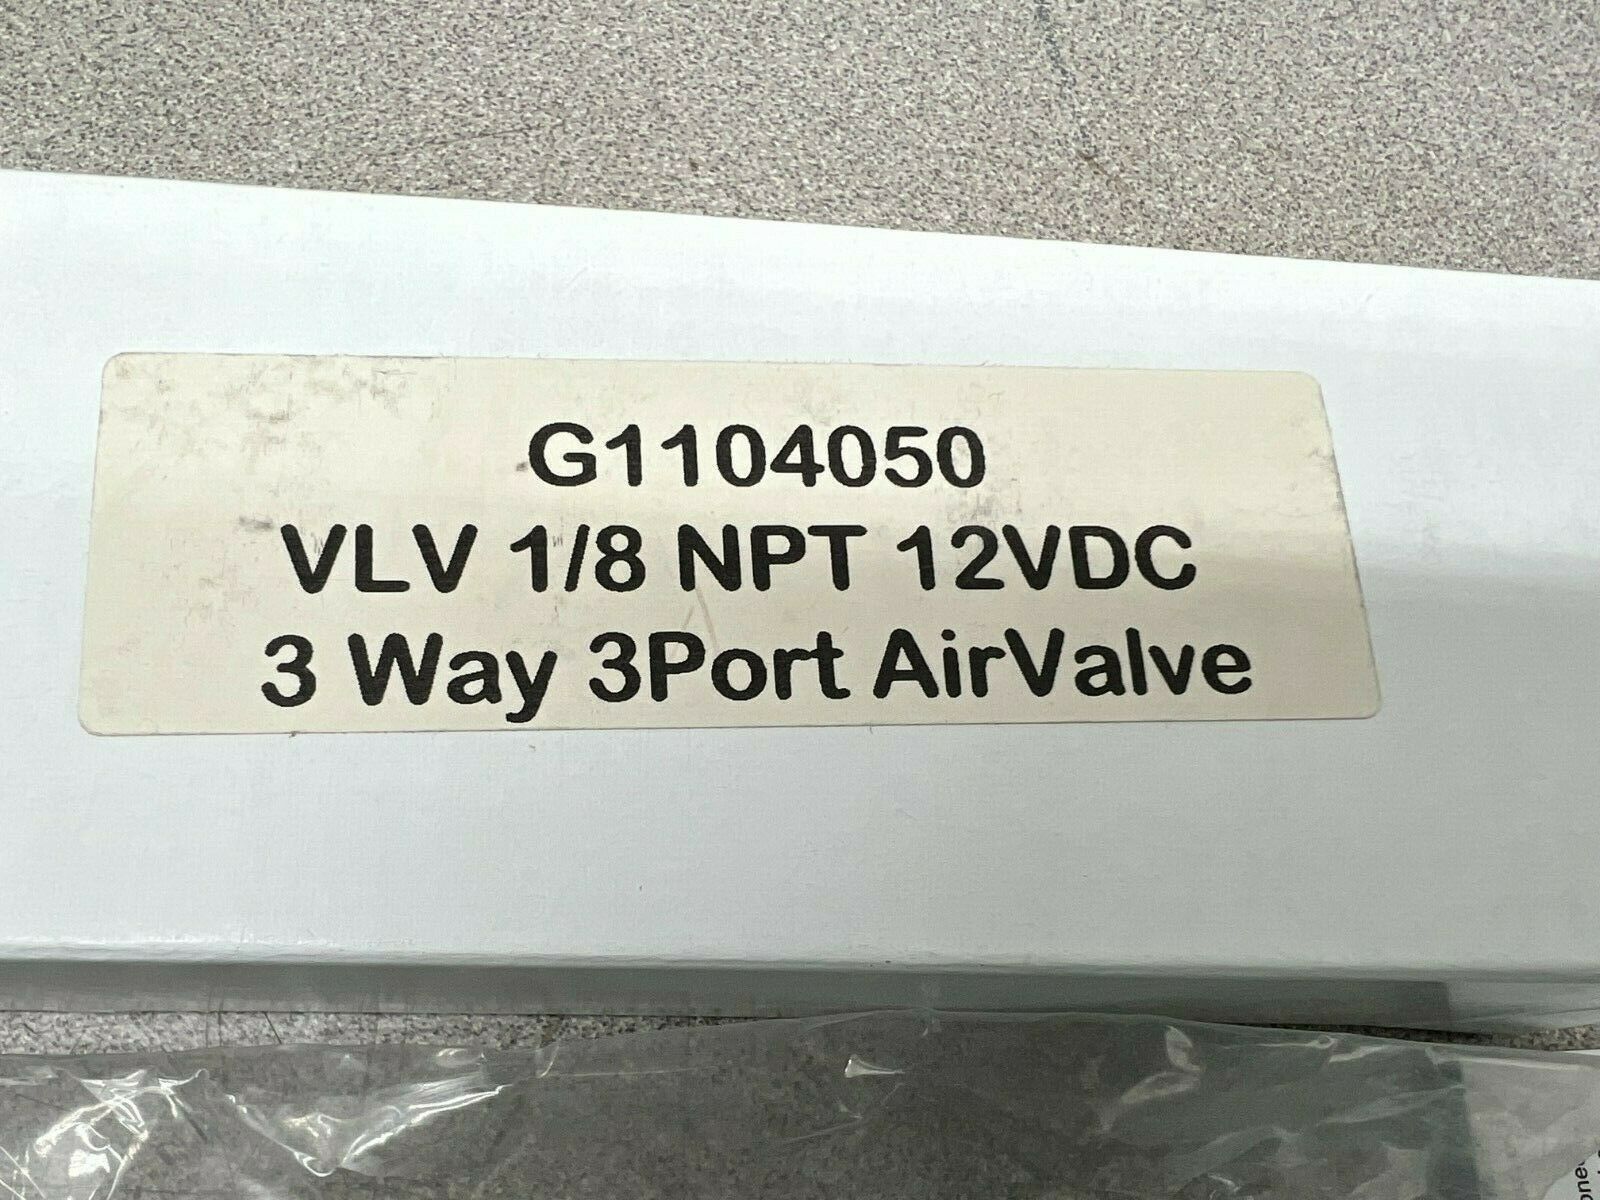 G1104050
VLV 1/8 NPT 12VDC
3 Way 3Port AirValve